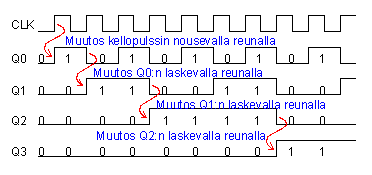 CLK
Muutos kellopulssin nousevalla reunalla
Q0 0 1 0 1 0 1 0 1 0 1
Muutos Q0:n laskevalla reunalla
Q1 0 0 1 1 0 0 1 1 0 0
Muutos Q1:n laskevalla reunalla
Q2 0 0 0 0 1 1 1 1 0 0
Muutos Q2:n laskevalla reunalla
Q3 0 0 0 0 0 0 0 0 1 1